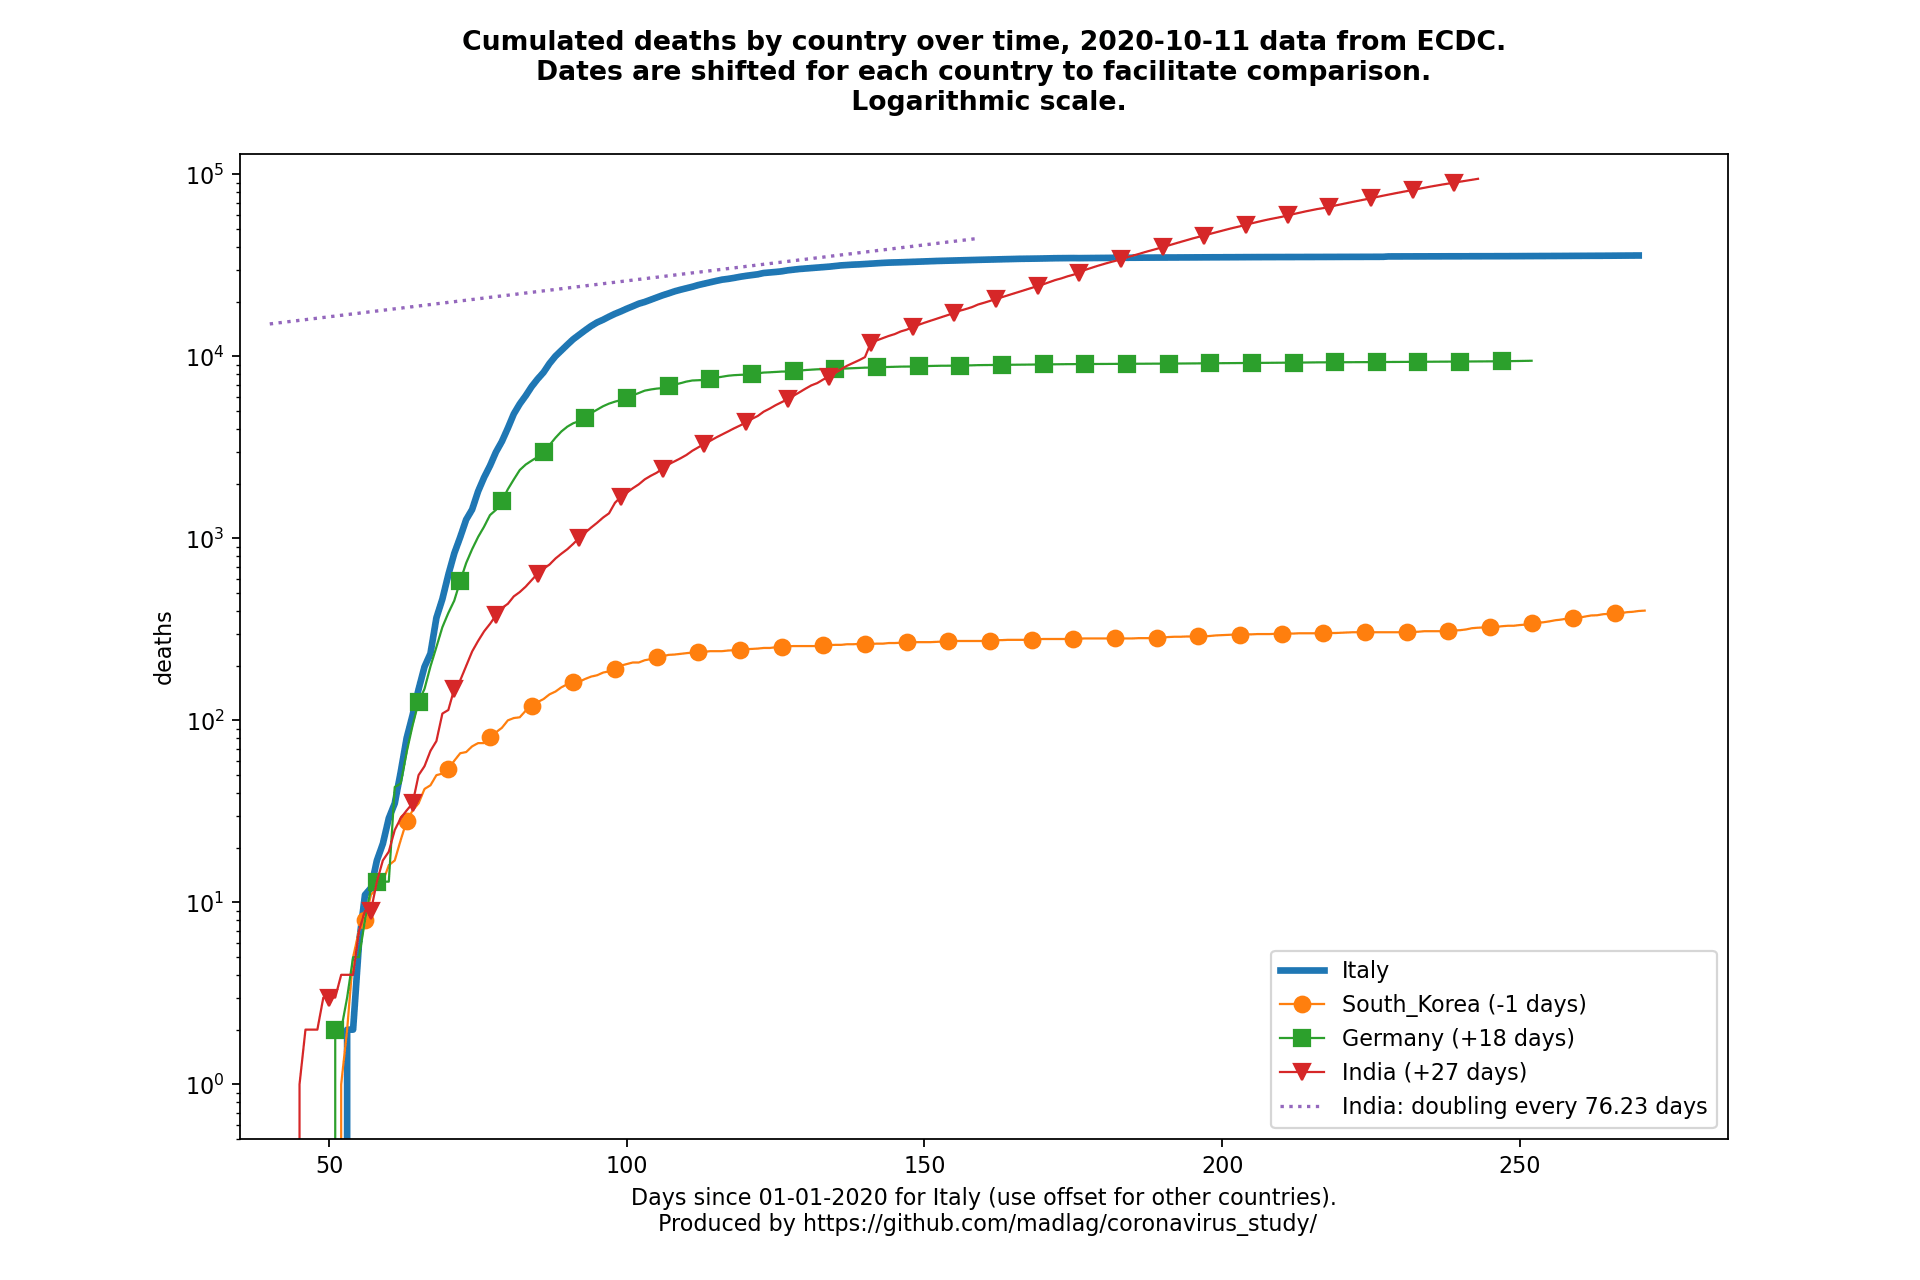 Cumulated deaths by country over time, 2020-10-11 data from ECDC.
Dates are shifted for each country to facilitate comparison.
Logarithmic scale.
10^5
10^4
10^3
10^2
10^1
10^0
deaths
Italy
South_Korea (-1 days)
Germany (+18 days)
India (+27 days)
India: doubling every 76.23 days
50 100 150 200 250
Days since 01-01-2020 for Italy (use offset for other countries).
Produced by https://github.com/madlag/coronavirus_study/